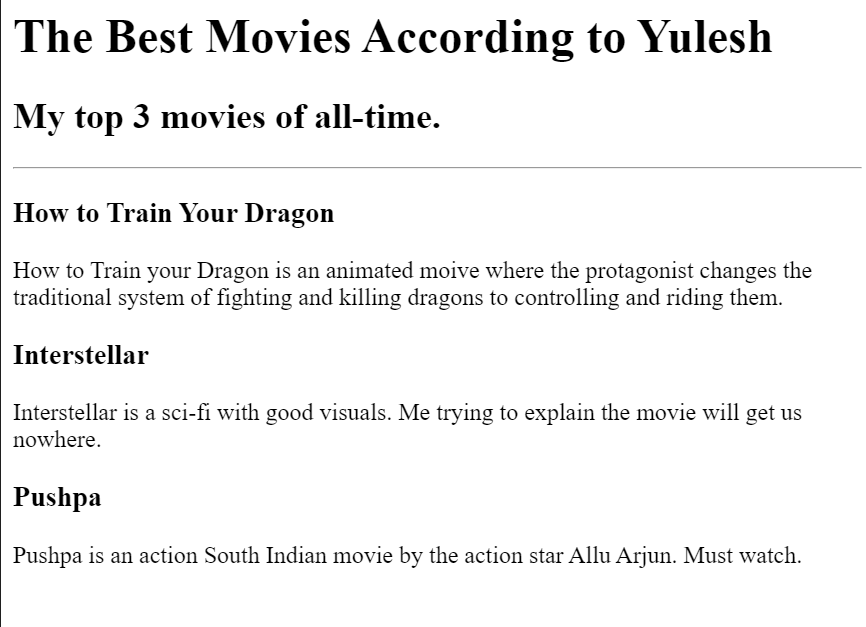 The Best Movies According to Yulesh
My top 3 movies of all-time.
How to Train Your Dragon
How to Train your Dragon is an animated moive where the protagonist changes the
traditional system of fighting and killing dragons to controlling and riding them.
Interstellar
Interstellar is a sci-fi with good visuals. Me trying to explain the movie will get us
nowhere.
Pushpa
Pushpa is an action South Indian movie by the action star Allu Arjun. Must watch.